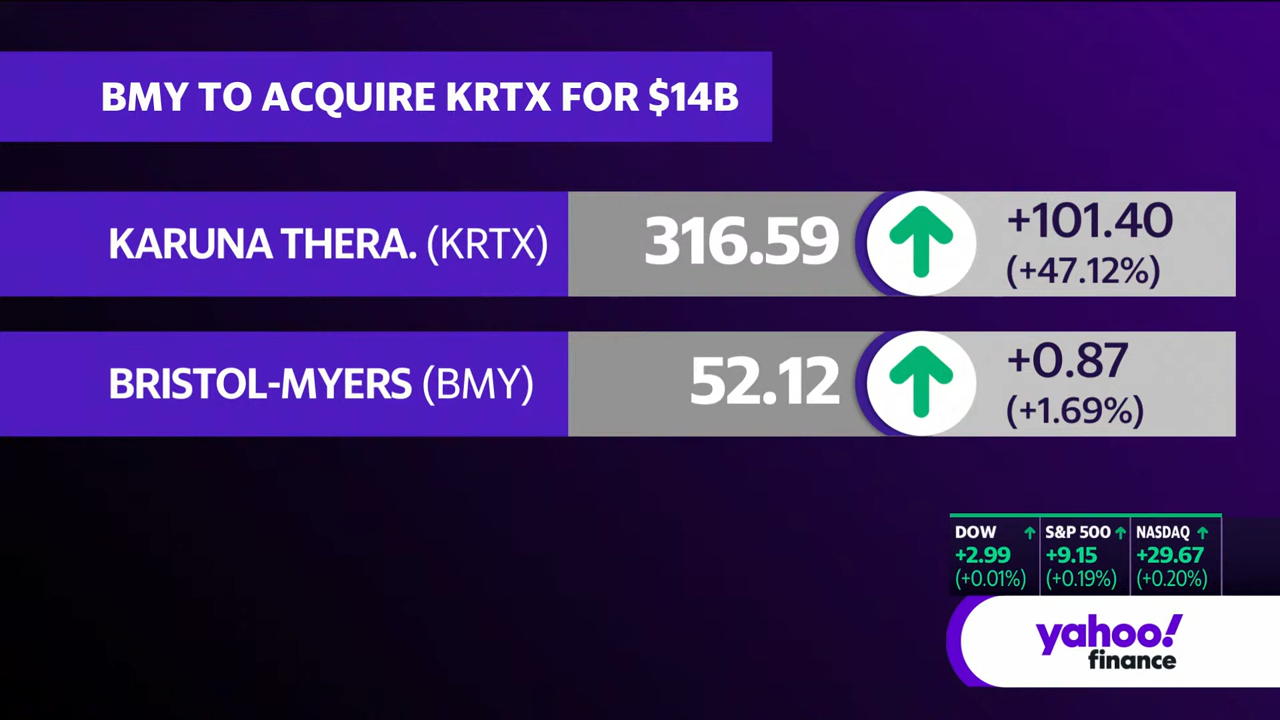 BMY TO ACQUIRE KRTX FOR $14B
KARUNA THERA. (KRTX) 316.59 +101.40
(+47.12%)
BRISTOL-MYERS (BMY) 52.12 +0.87
(+1.69%)
DOW S&P 500 NASDAQ
+2.99 +9.15 +29.67
(+0.01%) (+0.19%) (+0.20%)
yahoo!
finance